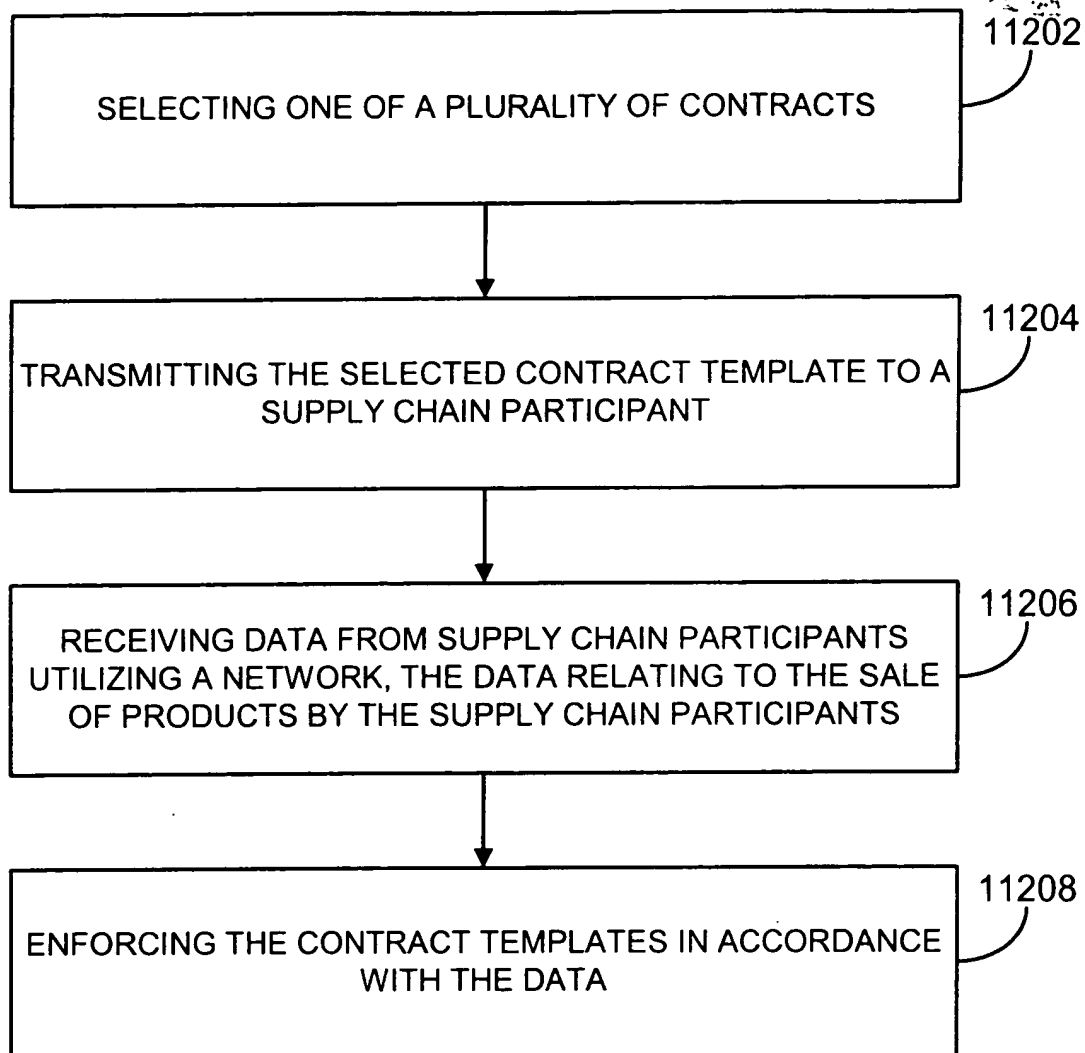 11202
SELECTING ONE OF A PLURALITY OF CONTRACTS
11204
TRANSMITTING THE SELECTED CONTRACT TEMPLATE TO A
SUPPLY CHAIN PARTICIPANT
11206
RECEIVING DATA FROM SUPPLY CHAIN PARTICIPANTS
UTILIZING A NETWORK, THE DATA RELATING TO THE SALE
OF PRODUCTS BY THE SUPPLY CHAIN PARTICIPANTS
11208
ENFORCING THE CONTRACT TEMPLATES IN ACCORDANCE
WITH THE DATA